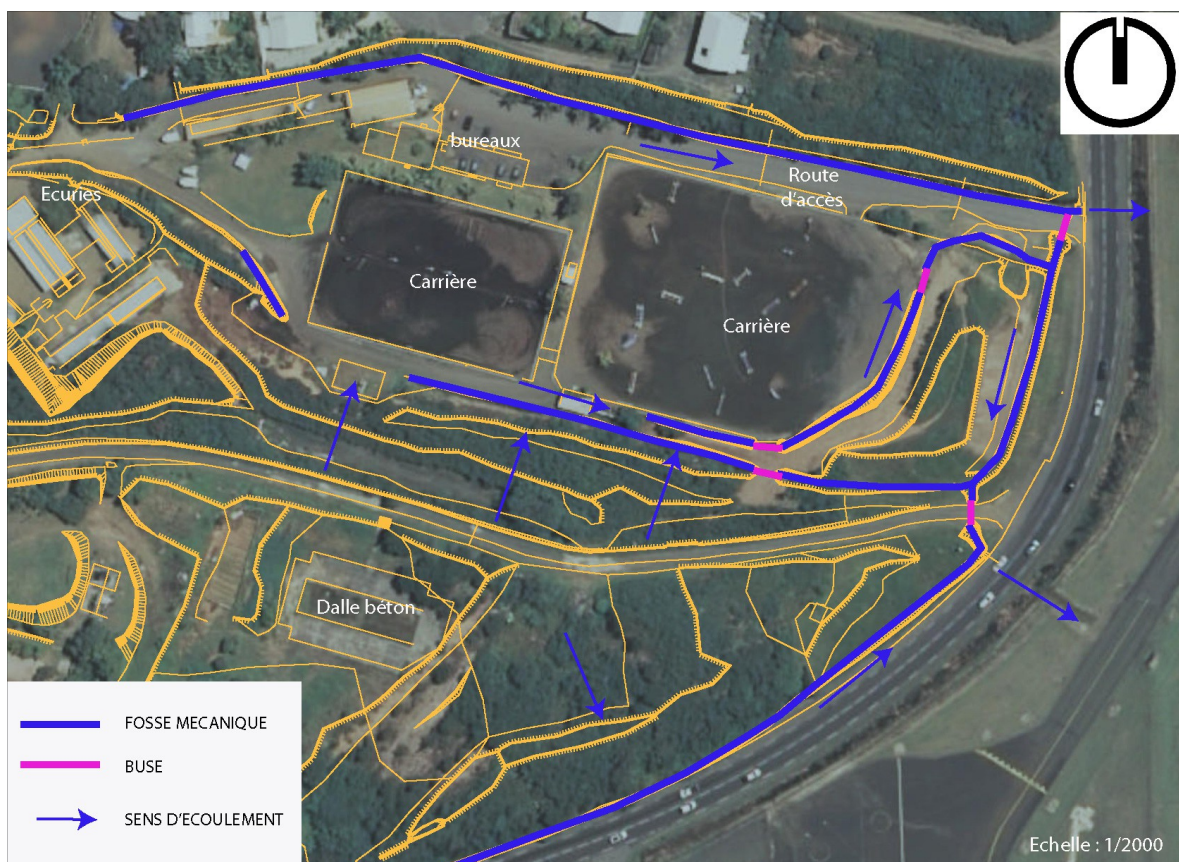 bureaux
Route
d'accès
Ecuries
Carrière
Carrière
Dalle béton
FOSSE MECANIQUE
BUSE
SENS D'ECOULEMENT
Echelle : 1/2000